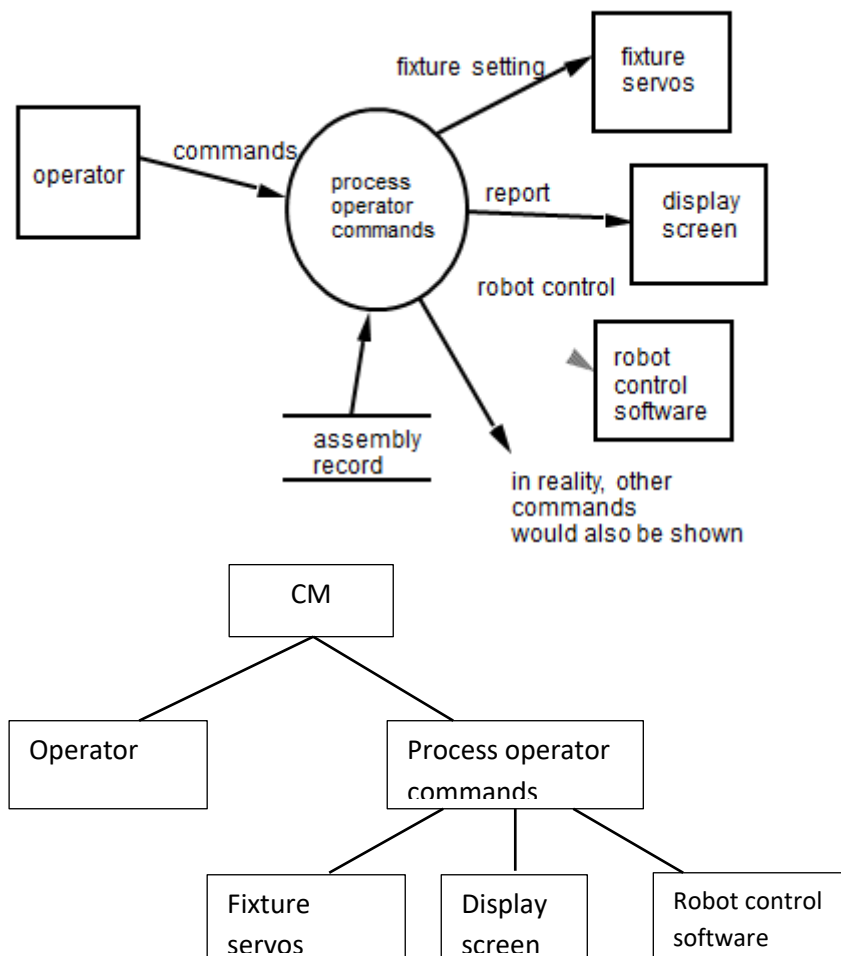 fixture setting
fixture
servos
operator
commands
process
operator
commands
report
display
screen
robot control
robot
control
software
assembly
record
in reality, other
commands
would also be shown
CM
Operator
Process operator
commands
Fixture
servos
Display
screen
Robot control
software